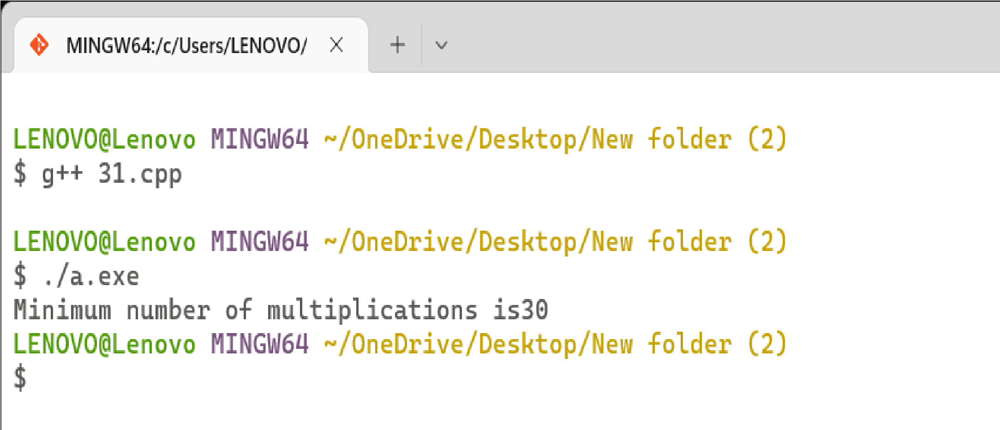 MINGW64:/c/Users/LENOVO/
LENOVO@Lenovo MINGW64 ~/OneDrive/Desktop/New folder (2)
$ g++ 31.cpp
LENOVO@Lenovo MINGW64 ~/OneDrive/Desktop/New folder (2)
$ ./a.exe
Minimum number of multiplications is30
LENOVO@Lenovo MINGW64 ~/OneDrive/Desktop/New folder (2)
$